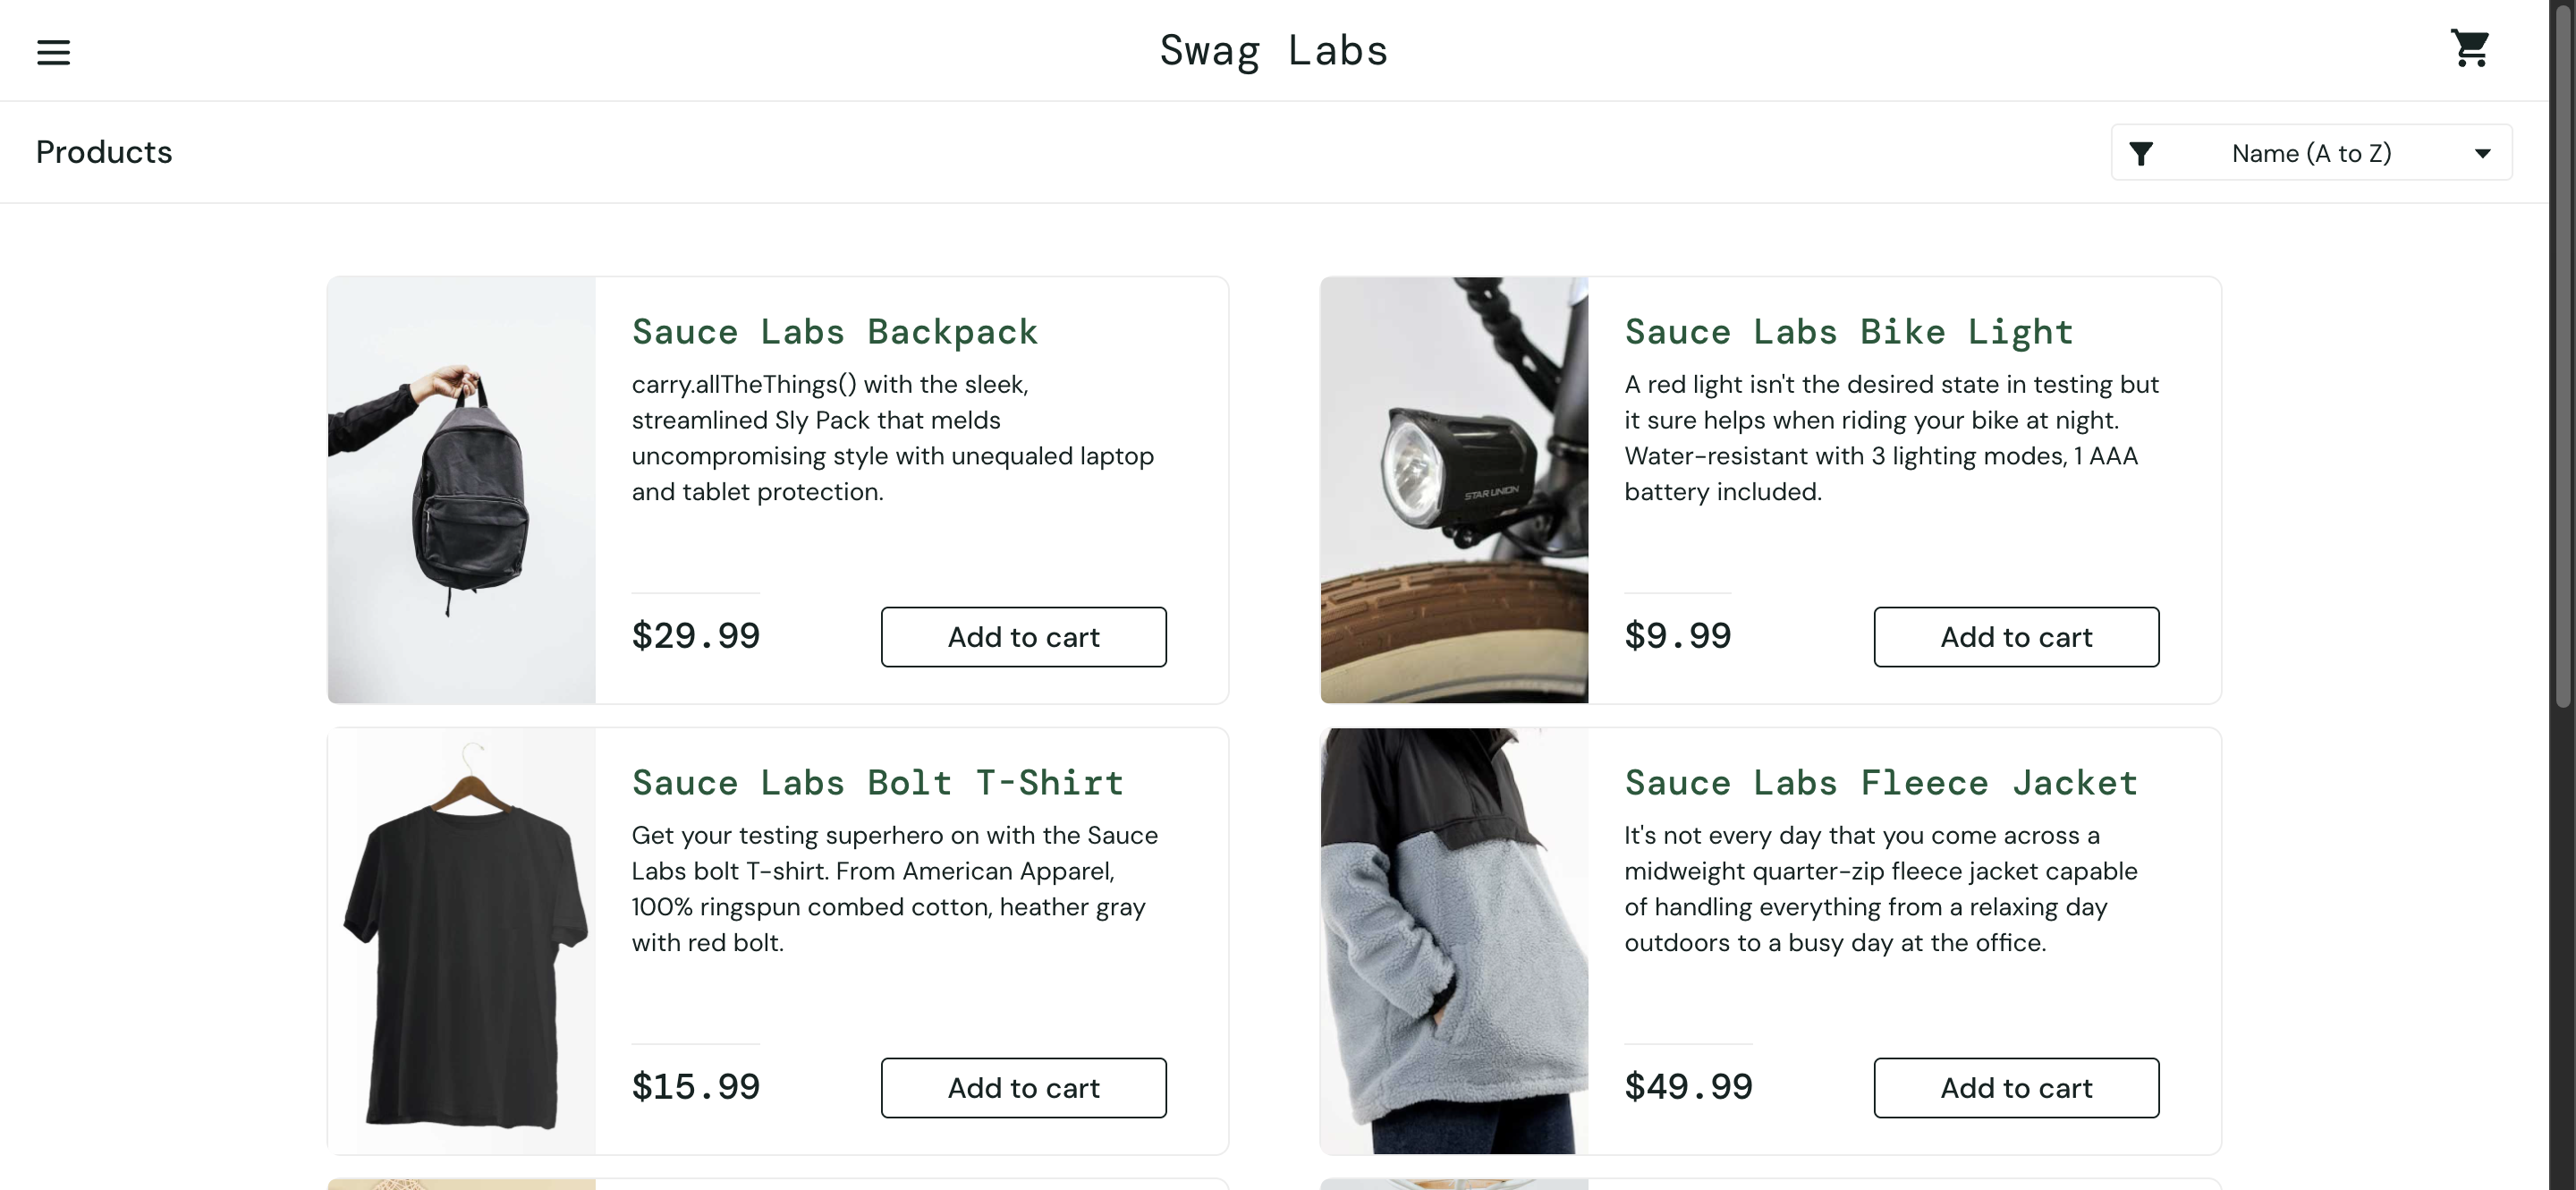 Swag Labs
Products
Name (A to Z)
Sauce Labs Backpack
carry.allTheThings() with the sleek,
streamlined Sly Pack that melds
uncompromising style with unequaled laptop
and tablet protection.
$29.99
Add to cart
Sauce Labs Bike Light
A red light isn't the desired state in testing but
it sure helps when riding your bike at night.
Water-resistant with 3 lighting modes, 1 AAA
battery included.
STAR UNION
$9.99
Add to cart
Sauce Labs Bolt T-Shirt
Get your testing superhero on with the Sauce
Labs bolt T-shirt. From American Apparel,
100% ringspun combed cotton, heather gray
with red bolt.
$15.99
Add to cart
Sauce Labs Fleece Jacket
It's not every day that you come across a
midweight quarter-zip fleece jacket capable
of handling everything from a relaxing day
outdoors to a busy day at the office.
$49.99
Add to cart